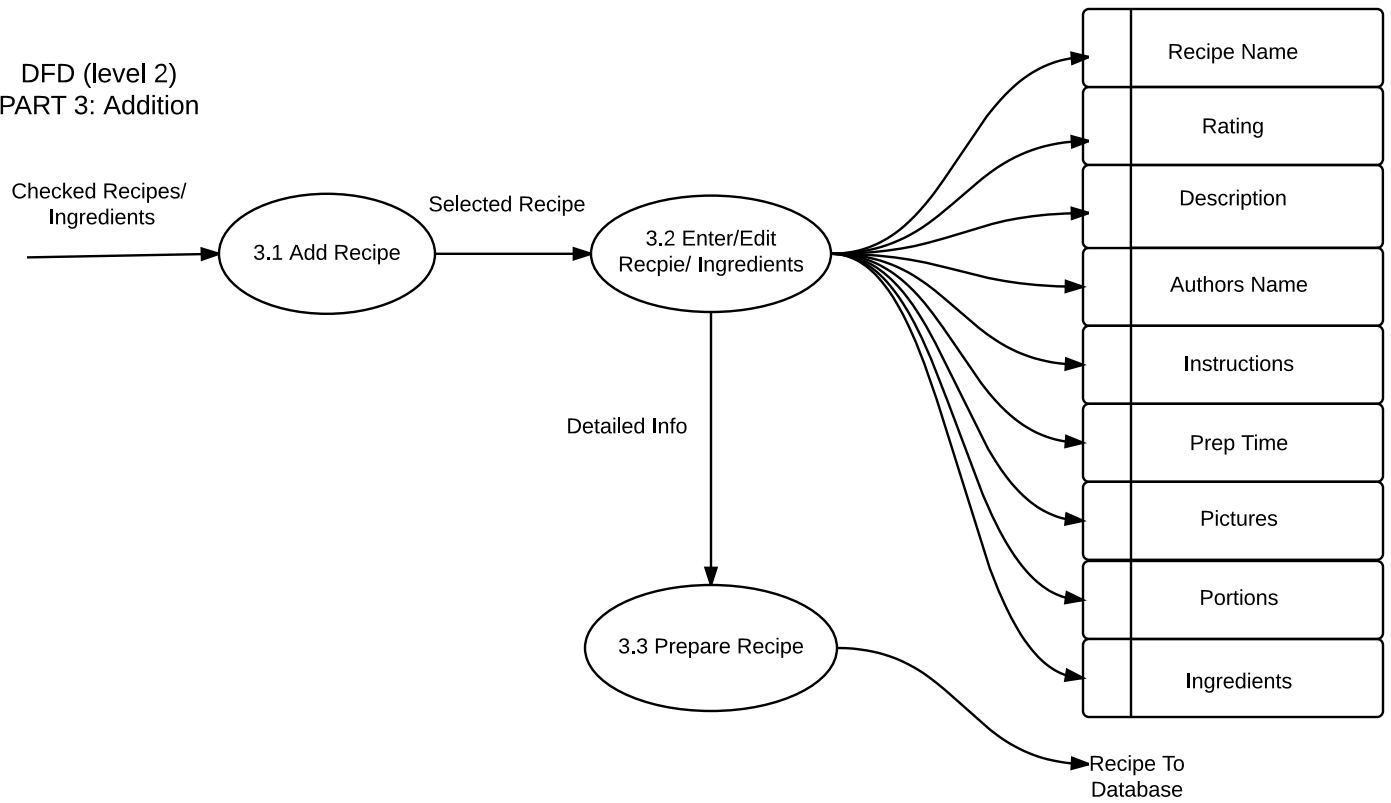 DFD (level 2)
PART 3: Addition
Checked Recipes/
Ingredients
3.1 Add Recipe
Selected Recipe
3.2 Enter/Edit
Recpie/ Ingredients
Detailed Info
3.3 Prepare Recipe
Recipe Name
Rating
Description
Authors Name
Instructions
Prep Time
Pictures
Portions
Ingredients
Recipe To
Database